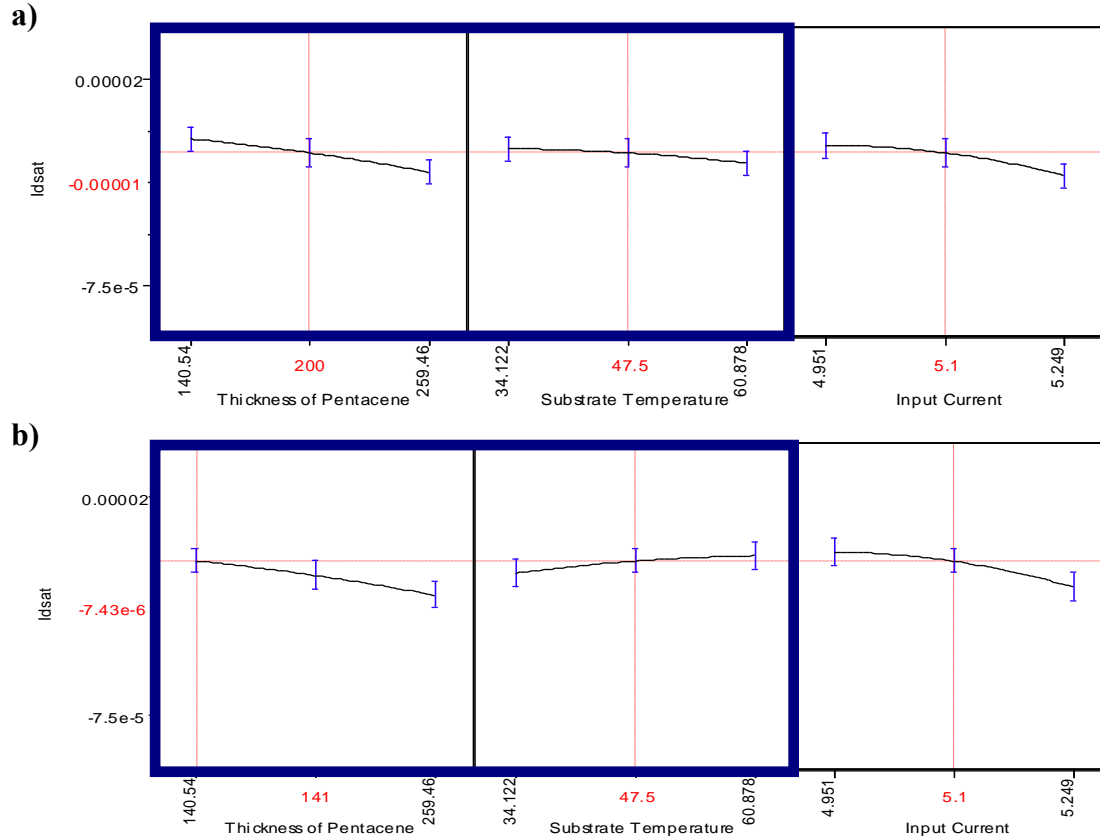 a)
0.00002
-0.00001
-7.5e-5
Idsat
140.54
200
259.46
34.122
47.5
60.878
4.951
5.1
5.249
Thickness of Pentacene
Substrate Temperature
Input Current
b)
0.00002
-7.43e-6
-7.5e-5
Idsat
140.54
141
259.46
34.122
47.5
60.878
4.951
5.1
5.249
Thickness of Pentacene
Substrate Temperature
Input Current